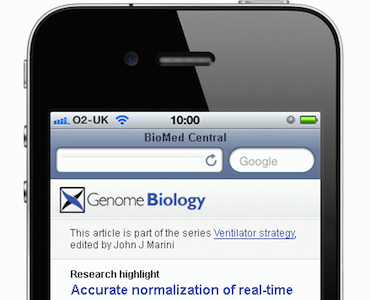 O2-UK 10:00
BioMed Central
Google
Genome Biology
This article is part of the series Ventilator strategy,
edited by John J Marini
Research highlight
Accurate normalization of real-time